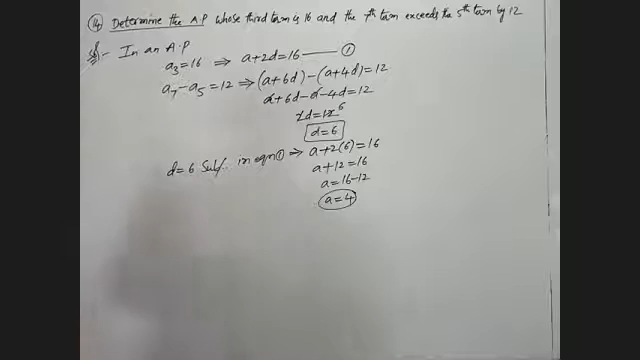 (14) Determine the A.P whose third term is 16 and the 7th term exceeds the 5th term by 12
Sol:- In an A.P
a₃=16 ⇒ a+2d=16 —— ①
a₇-a₅=12 ⇒ (a+6d)-(a+4d)=12
a+6d-a-4d=12
2d=12 6
d=6
d=6 Sub/. in eqn① ⇒ a+2(6)=16
a+12=16
a=16-12
a=4